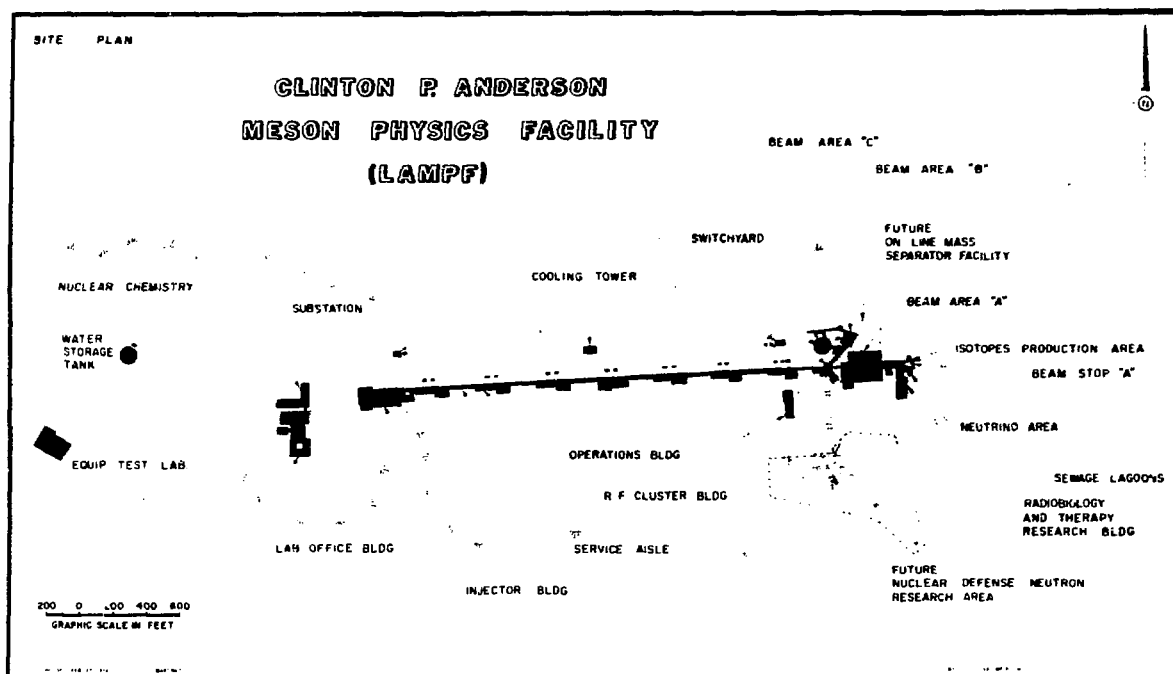 SITE PLAN
CLINTON P. ANDERSON
MESON PHYSICS FACILITY
(LAMPF)
N
BEAM AREA "C"
BEAM AREA "B"
SWITCHYARD
FUTURE
ON LINE MASS
SEPARATOR FACILITY
COOLING TOWER
NUCLEAR CHEMISTRY
SUBSTATION
BEAM AREA "A"
WATER
STORAGE
TANK
ISOTOPES PRODUCTION AREA
BEAM STOP "A"
NEUTRINO AREA
OPERATIONS BLDG
EQUIP TEST LAB
SEWAGE LAGOONS
R F CLUSTER BLDG
RADIOBIOLOGY
AND THERAPY
RESEARCH BLDG
LAB OFFICE BLDG
SERVICE AISLE
FUTURE
NUCLEAR DEFENSE NEUTRON
RESEARCH AREA
INJECTOR BLDG
200 0 200 400 600
GRAPHIC SCALE IN FEET